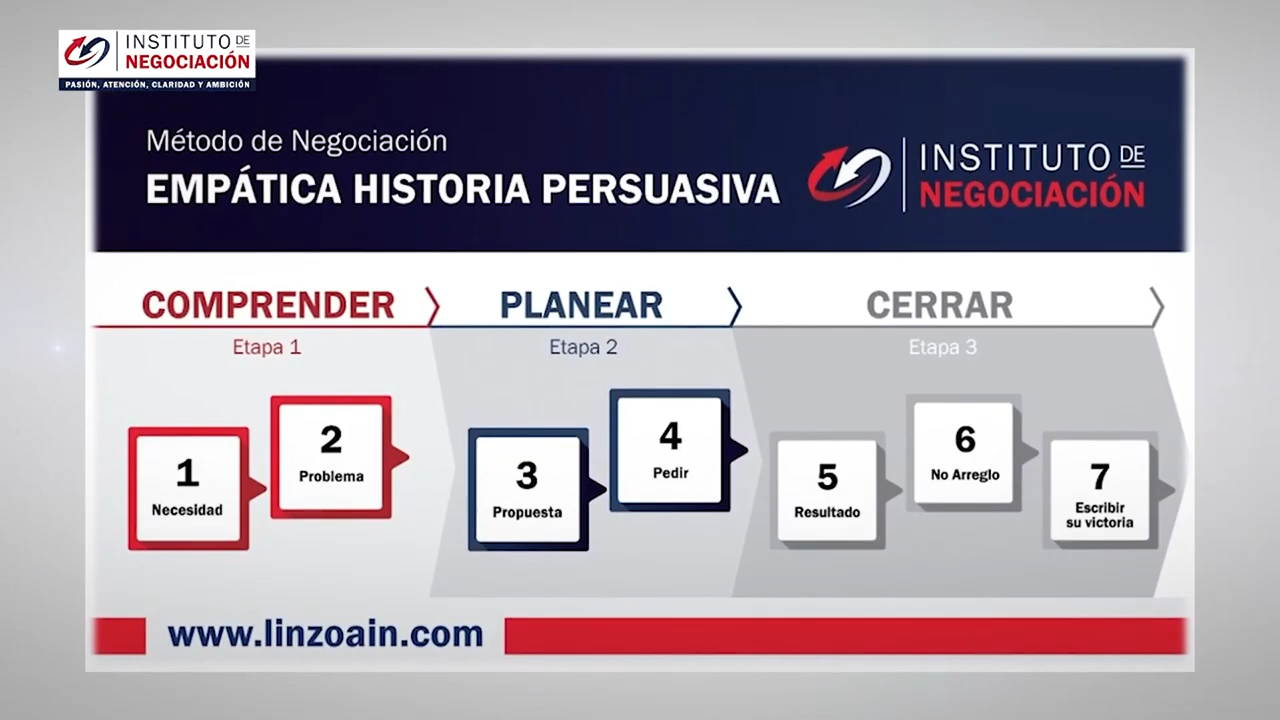 INSTITUTO DE
NEGOCIACIÓN
PASIÓN, ATENCIÓN, CLARIDAD Y AMBICIÓN
Método de Negociación
EMPÁTICA HISTORIA PERSUASIVA
INSTITUTO DE
NEGOCIACIÓN
COMPRENDER
PLANEAR
CERRAR
Etapa 1
Etapa 2
Etapa 3
1
Necesidad
2
Problema
3
Propuesta
4
Pedir
5
Resultado
6
No Arreglo
7
Escribir
su victoria
www.linzoain.com